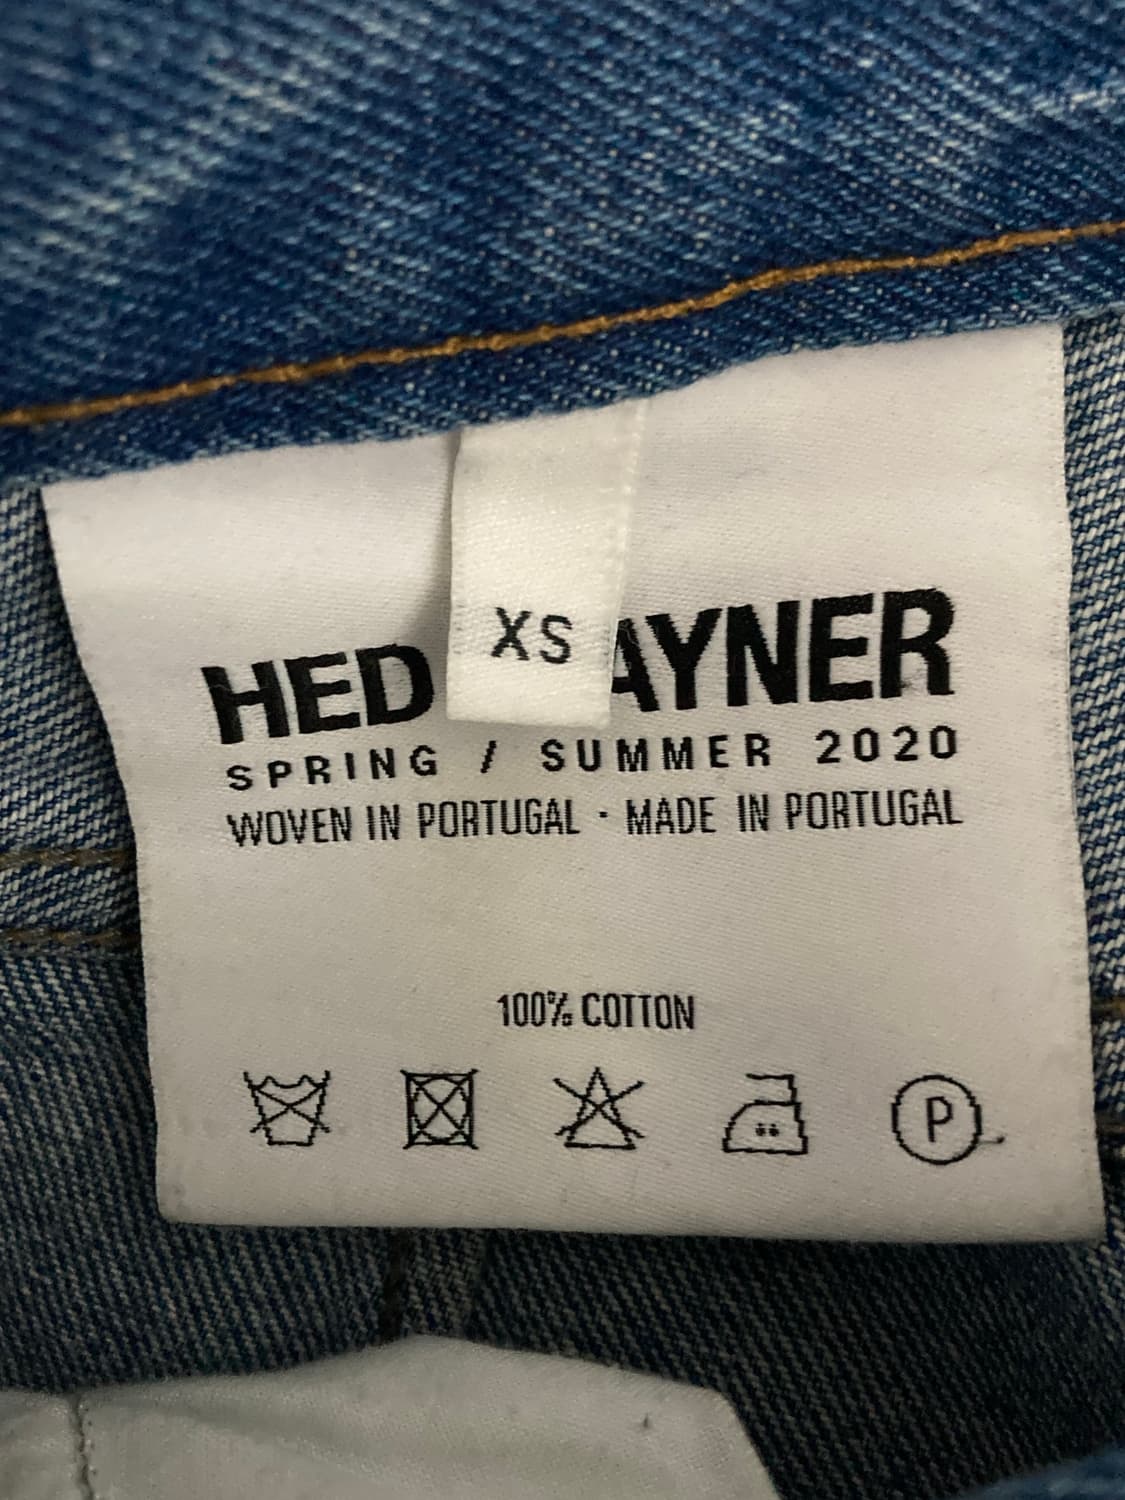 XS
HED AYNER
SPRING / SUMMER 2020
WOVEN IN PORTUGAL · MADE IN PORTUGAL
100% COTTON
P